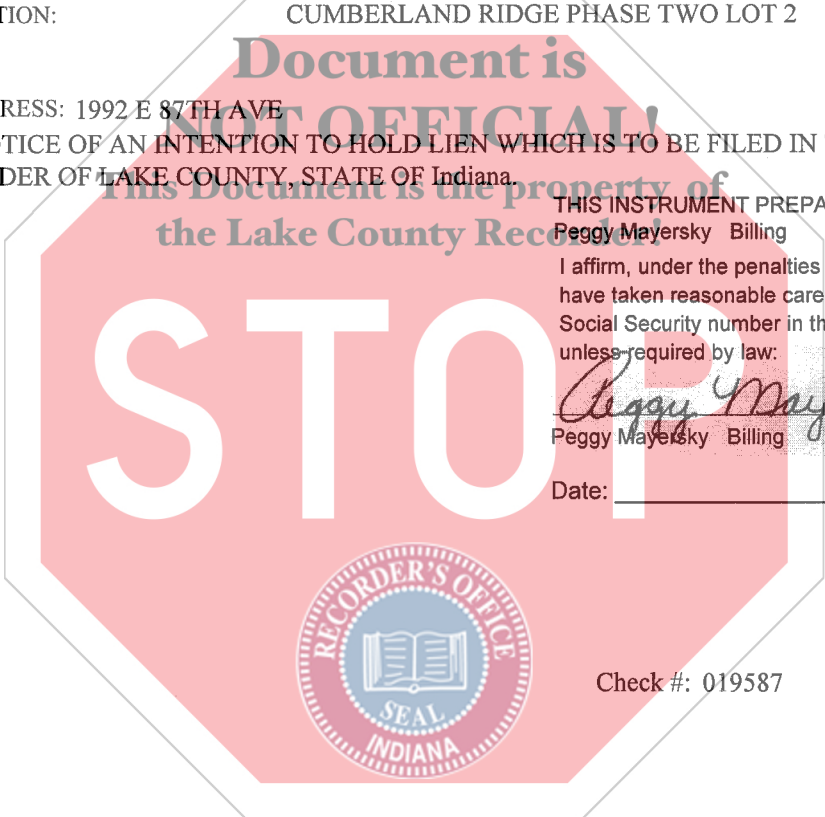 TION: CUMBERLAND RIDGE PHASE TWO LOT 2
Document is
RESS: 1992 E 87TH AVE
NOT OFFICIAL!
TICE OF AN INTENTION TO HOLD LIEN WHICH IS TO BE FILED IN
DER OF LAKE COUNTY, STATE OF Indiana.
This Document is the property of
the Lake County Recorder!
THIS INSTRUMENT PREPA
Peggy Mayersky Billing
I affirm, under the penalties
have taken reasonable care
Social Security number in th
unless required by law:
Peggy May
Peggy Mayersky Billing
Date:
STOP
RECORDER'S OFFICE
SEAL
INDIANA
Check #: 019587